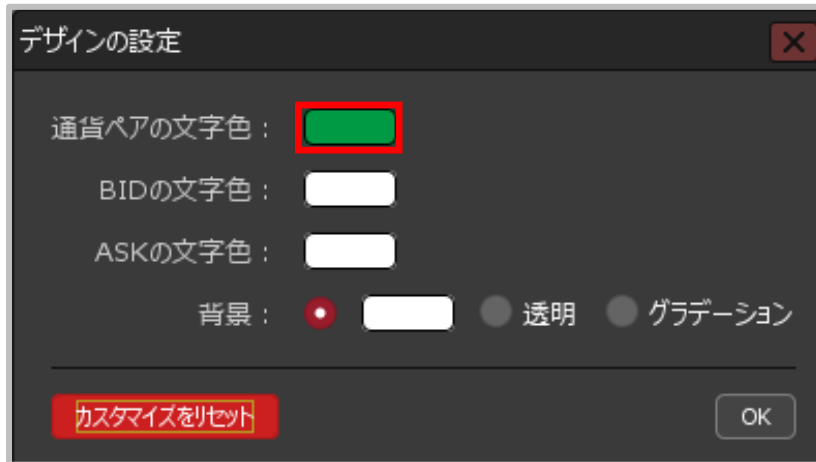 デザインの設定
通貨ペアの文字色：
BIDの文字色：
ASKの文字色：
背景： 透明 グラデーション
カスタマイズをリセット OK